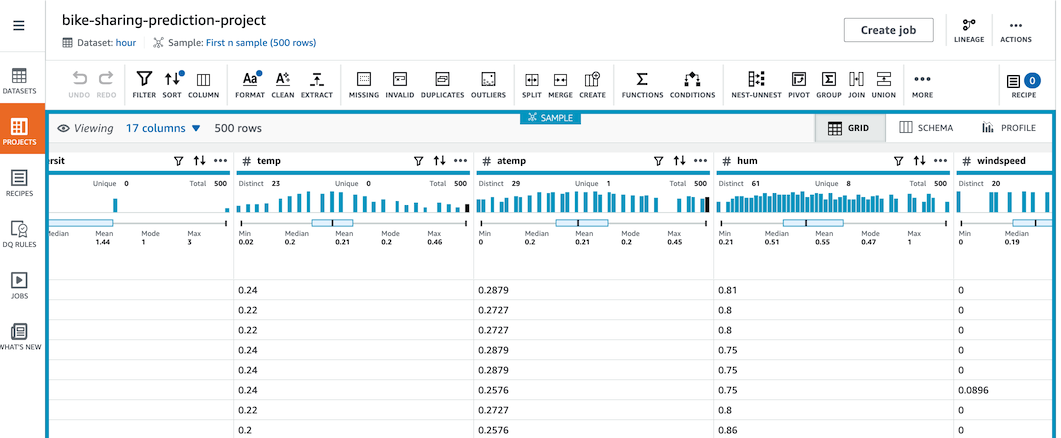 bike-sharing-prediction-project
Dataset: hour Sample: First n sample (500 rows)
Create job
LINEAGE
ACTIONS
DATASETS
PROJECTS
RECIPES
DQ RULES
JOBS
WHAT'S NEW
UNDO REDO FILTER SORT COLUMN FORMAT CLEAN EXTRACT MISSING INVALID DUPLICATES OUTLIERS SPLIT MERGE CREATE FUNCTIONS CONDITIONS NEST-UNNEST PIVOT GROUP JOIN UNION MORE RECIPE 0
SAMPLE
Viewing 17 columns 500 rows GRID SCHEMA PROFILE
ersit # temp # atemp # hum # windspeed
Unique 0 Total 500 Distinct 23 Unique 0 Total 500 Distinct 29 Unique 1 Total 500 Distinct 61 Unique 8 Total 500 Distinct 20
Median Mean Mode Max Min Median Mean Mode Max Min Median Mean Mode Max Min Median Mean Mode Max Min Median
1.44 1 3 0.02 0.2 0.21 0.2 0.46 0 0.2 0.21 0.2 0.45 0.21 0.51 0.55 0.47 1 0 0.19
0.24 0.2879 0.81 0
0.22 0.2727 0.8 0
0.22 0.2727 0.8 0
0.24 0.2879 0.75 0
0.24 0.2879 0.75 0
0.24 0.2576 0.75 0.0896
0.22 0.2727 0.8 0
0.2 0.2576 0.86 0